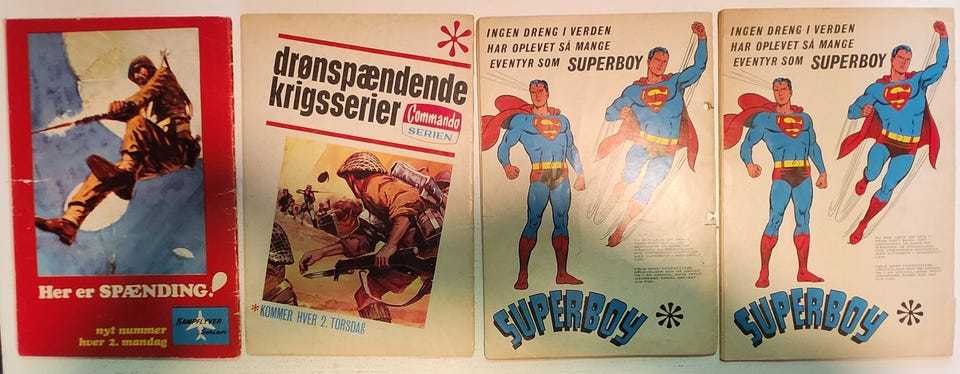 Her er SPÆNDING!
nyt nummer
hver 2. mandag
KAMPFLYVER
Serien
drønspændende
krigsserier
Commando
SERIEN
*KOMMER HVER 2. TORSDAG
INGEN DRENG I VERDEN
HAR OPLEVET SÅ MANGE
EVENTYR SOM SUPERBOY
SUPERBOY
INGEN DRENG I VERDEN
HAR OPLEVET SÅ MANGE
EVENTYR SOM SUPERBOY
SUPERBOY